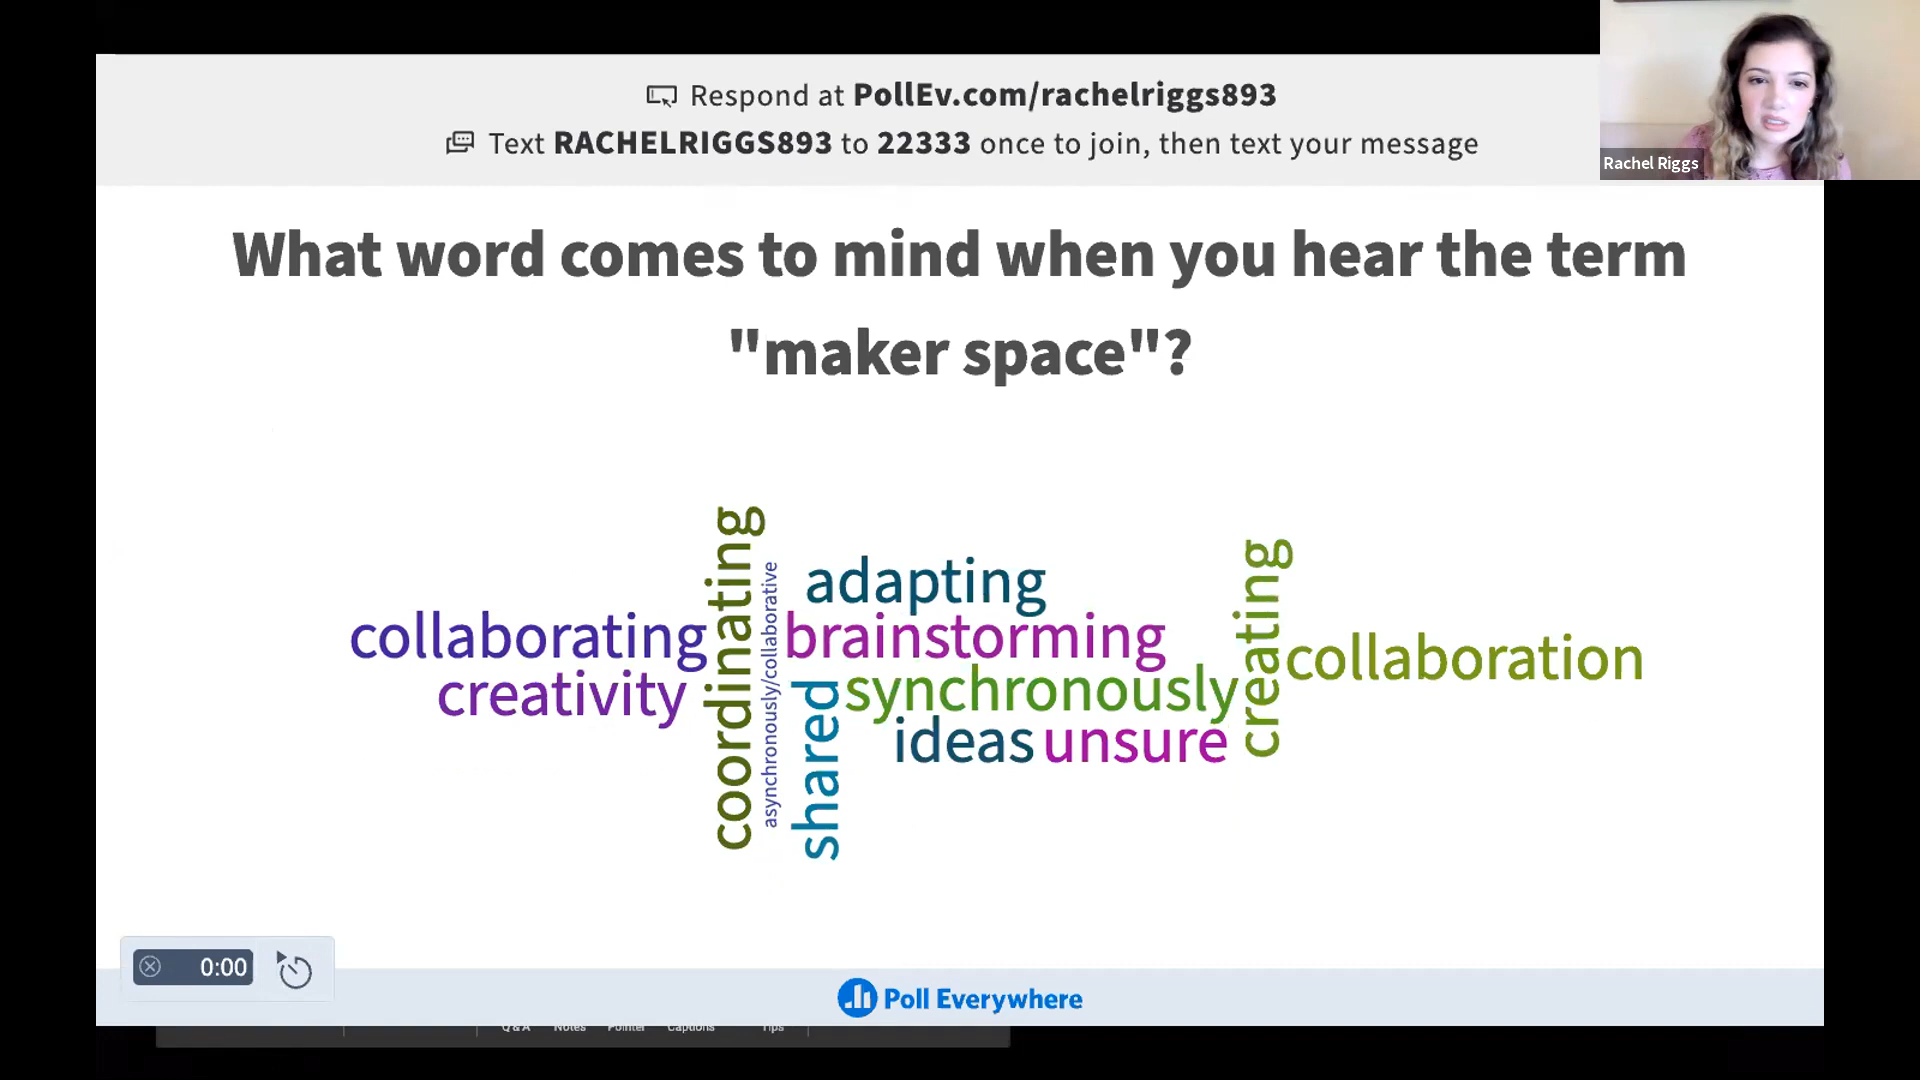 Respond at PollEv.com/rachelriggs893
Text RACHELRIGGS893 to 22333 once to join, then text your message
Rachel Riggs
What word comes to mind when you hear the term
"maker space"?
collaborating
creativity
coordinating
asynchronously/collaborative
adapting
brainstorming
shared
synchronously
ideas
unsure
creating
collaboration
0:00
Poll Everywhere
Q&A Notes Pointer Captions Tips